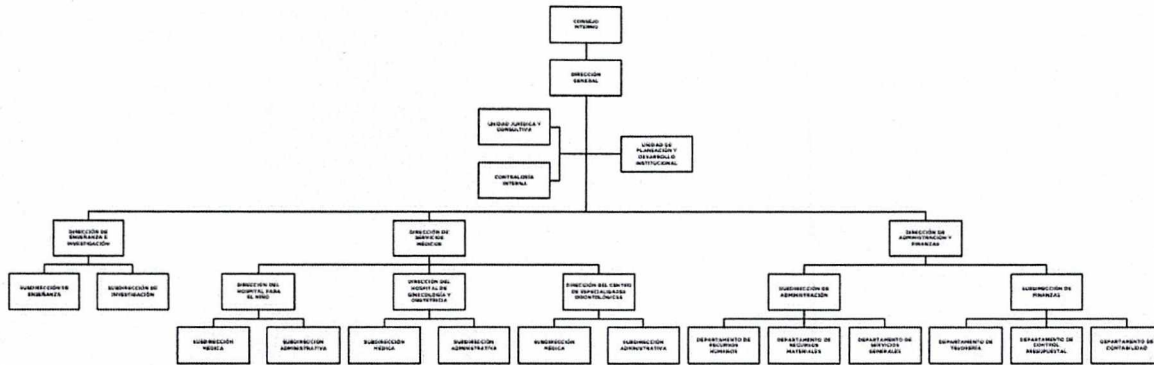 CONSEJO
INTERNO
DIRECCIÓN
GENERAL
UNIDAD JURÍDICA Y
CONSULTIVA
UNIDAD DE
PLANEACIÓN Y
DESARROLLO
INSTITUCIONAL
CONTRALORÍA
INTERNA
DIRECCIÓN DE
ENSEÑANZA E
INVESTIGACIÓN
DIRECCIÓN DE
SERVICIOS
MÉDICOS
DIRECCIÓN DE
ADMINISTRACIÓN Y
FINANZAS
SUBDIRECCIÓN DE
ENSEÑANZA
SUBDIRECCIÓN DE
INVESTIGACIÓN
DIRECCIÓN DEL
HOSPITAL PARA
EL NIÑO
DIRECCIÓN DEL
HOSPITAL DE
GINECOLOGÍA Y
OBSTETRICIA
DIRECCIÓN DEL CENTRO
DE ESPECIALIDADES
ODONTOLÓGICAS
SUBDIRECCIÓN
DE ADMINISTRACIÓN
SUBDIRECCIÓN DE
FINANZAS
SUBDIRECCIÓN
MÉDICA
SUBDIRECCIÓN
ADMINISTRATIVA
SUBDIRECCIÓN
MÉDICA
SUBDIRECCIÓN
ADMINISTRATIVA
SUBDIRECCIÓN
MÉDICA
SUBDIRECCIÓN
ADMINISTRATIVA
DEPARTAMENTO DE
RECURSOS
HUMANOS
DEPARTAMENTO DE
RECURSOS
MATERIALES
DEPARTAMENTO DE
SERVICIOS
GENERALES
DEPARTAMENTO DE
TESORERÍA
DEPARTAMENTO DE
CONTROL
PRESUPUESTAL
DEPARTAMENTO DE
CONTABILIDAD